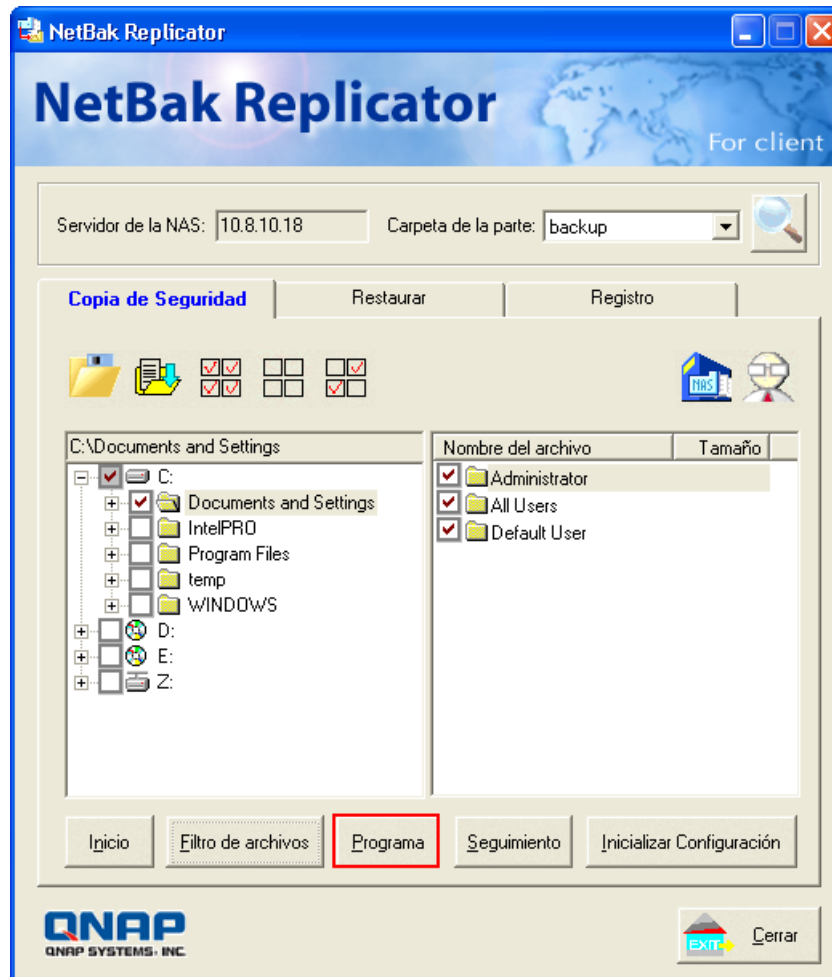 NetBak Replicator
NetBak Replicator
For client
Servidor de la NAS: 10.8.10.18 Carpeta de la parte: backup
Copia de Seguridad Restaurar Registro
NAS
C:\Documents and Settings
C:
Documents and Settings
IntelPRO
Program Files
temp
WINDOWS
D:
E:
Z:
Nombre del archivo Tamaño
Administrator
All Users
Default User
Inicio Filtro de archivos Programa Seguimiento Inicializar Configuración
QNAP
QNAP SYSTEMS, INC
EXIT Cerrar